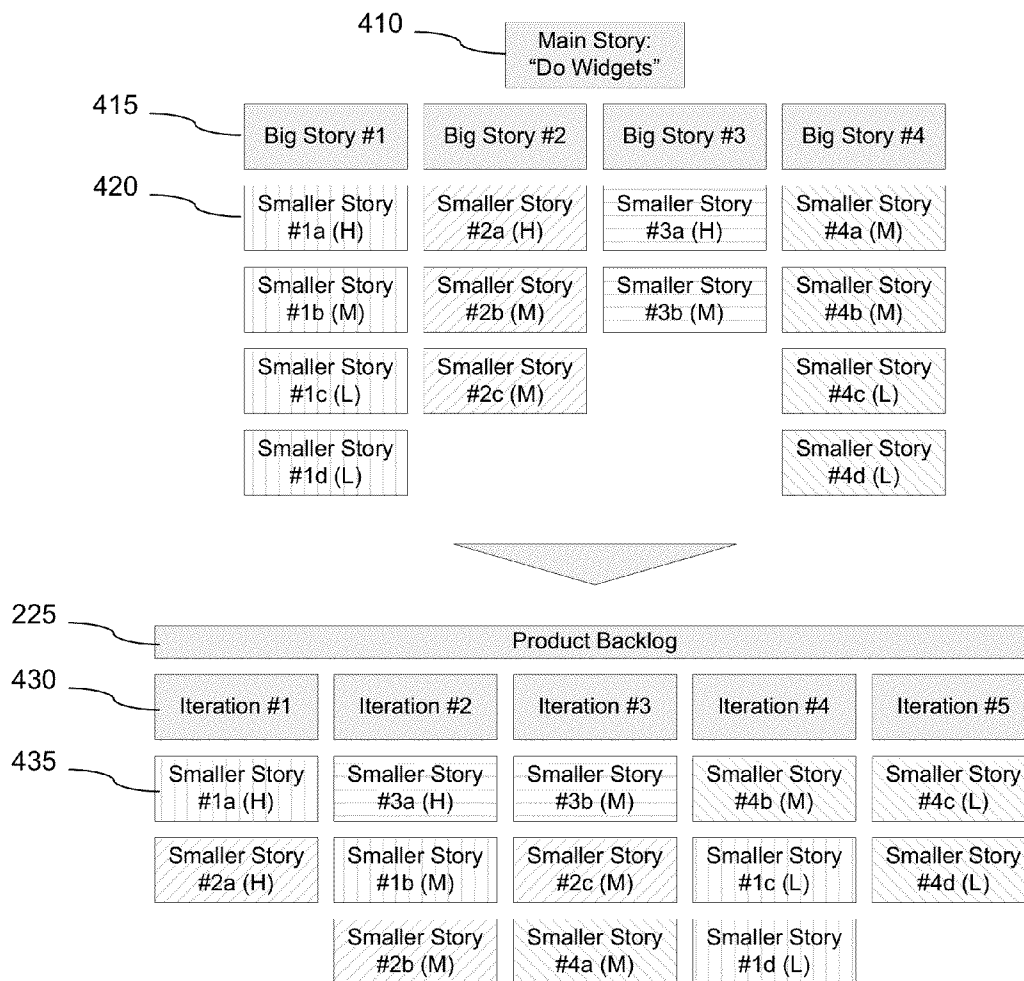 410
Main Story:
“Do Widgets”
415
Big Story #1
Big Story #2
Big Story #3
Big Story #4
420
Smaller Story
#1a (H)
Smaller Story
#2a (H)
Smaller Story
#3a (H)
Smaller Story
#4a (M)
Smaller Story
#1b (M)
Smaller Story
#2b (M)
Smaller Story
#3b (M)
Smaller Story
#4b (M)
Smaller Story
#1c (L)
Smaller Story
#2c (M)
Smaller Story
#4c (L)
Smaller Story
#1d (L)
Smaller Story
#4d (L)
225
Product Backlog
430
Iteration #1
Iteration #2
Iteration #3
Iteration #4
Iteration #5
435
Smaller Story
#1a (H)
Smaller Story
#3a (H)
Smaller Story
#3b (M)
Smaller Story
#4b (M)
Smaller Story
#4c (L)
Smaller Story
#2a (H)
Smaller Story
#1b (M)
Smaller Story
#2c (M)
Smaller Story
#1c (L)
Smaller Story
#4d (L)
Smaller Story
#2b (M)
Smaller Story
#4a (M)
Smaller Story
#1d (L)